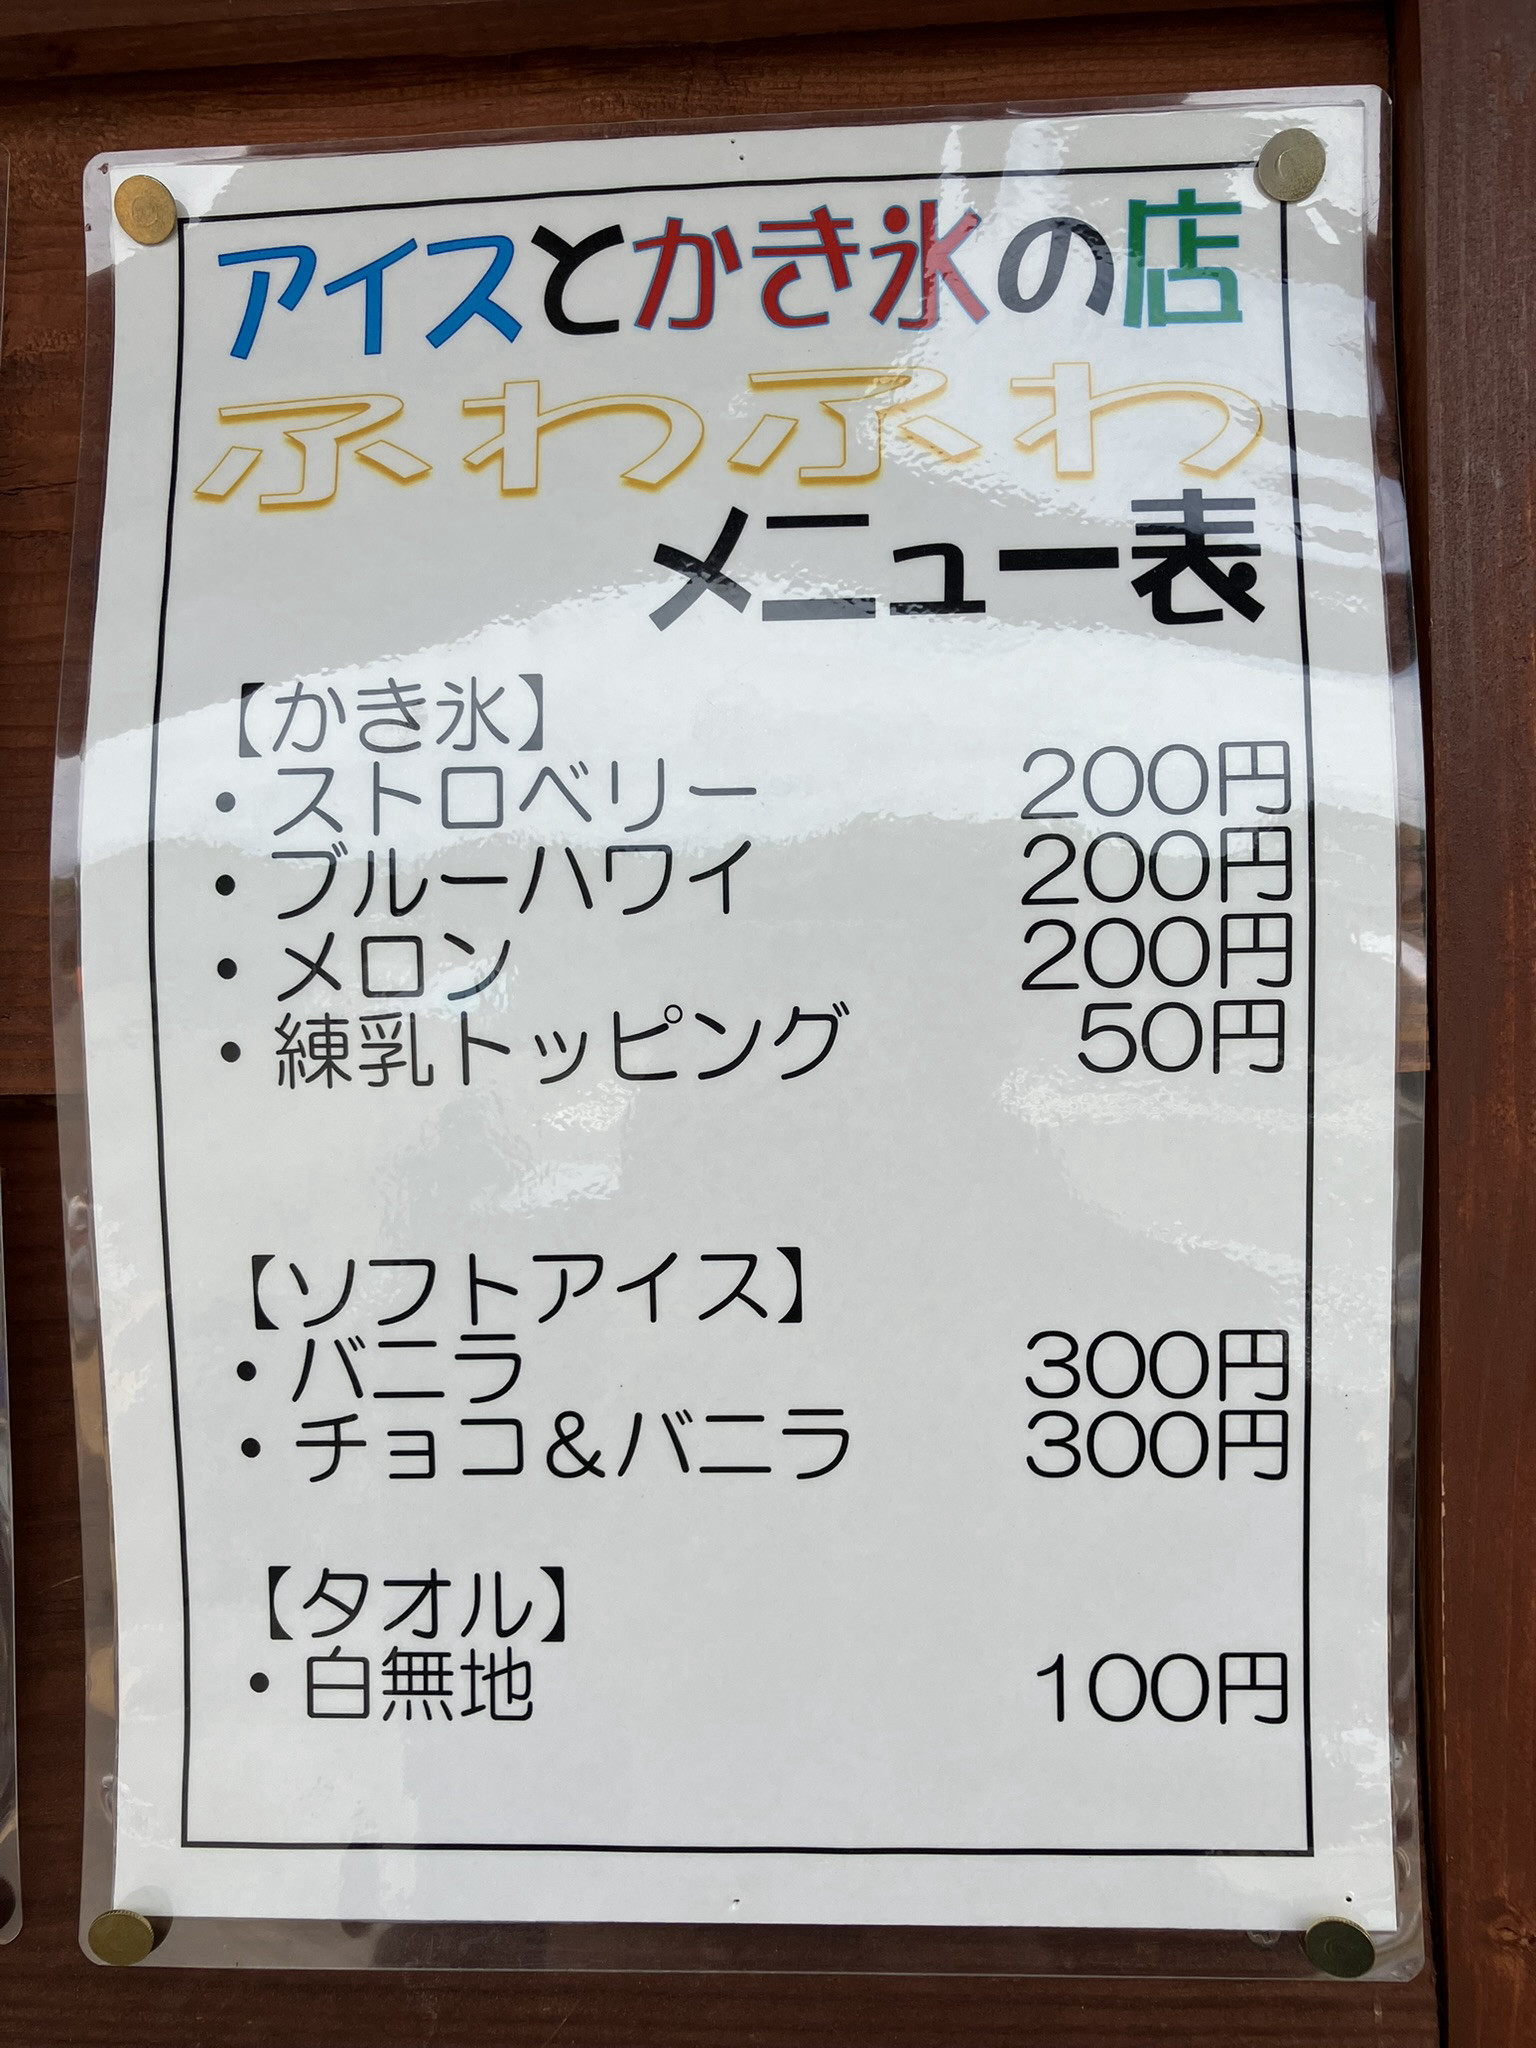 アイスとかき氷の店
ふわふわ
メニュー表
【かき氷】
・ストロベリー 200円
・ブルーハワイ 200円
・メロン 200円
・練乳トッピング 50円
【ソフトアイス】
・バニラ 300円
・チョコ&バニラ 300円
【タオル】
・白無地 100円